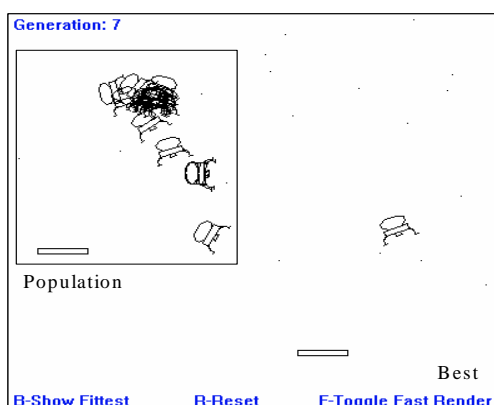 Generation: 7
Population
Best
B-Show Fittest R-Reset F-Toggle Fast Render